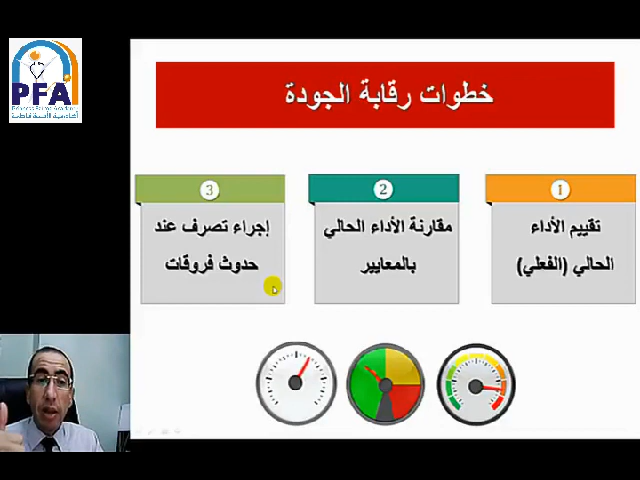 PFA
خطوات رقابة الجودة
1
تقييم الأداء
الحالي (الفعلي)
2
مقارنة الأداء الحالي
بالمعايير
3
إجراء تصرف عند
حدوث فروقات